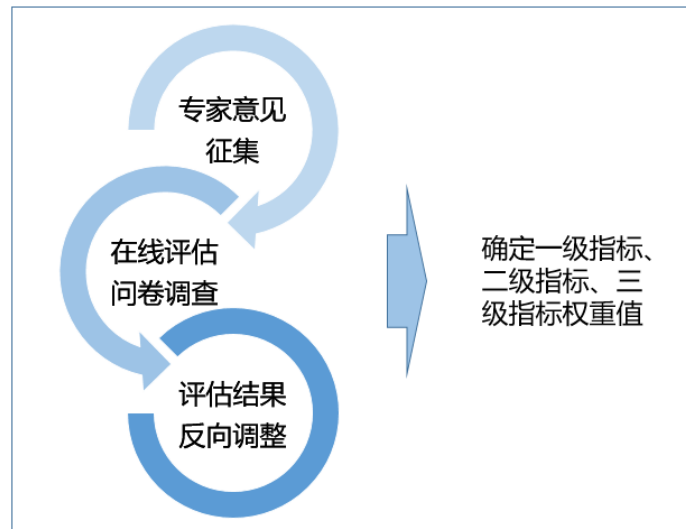 专家意见
征集
在线评估
问卷调查
评估结果
反向调整
确定一级指标、
二级指标、三
级指标权重值